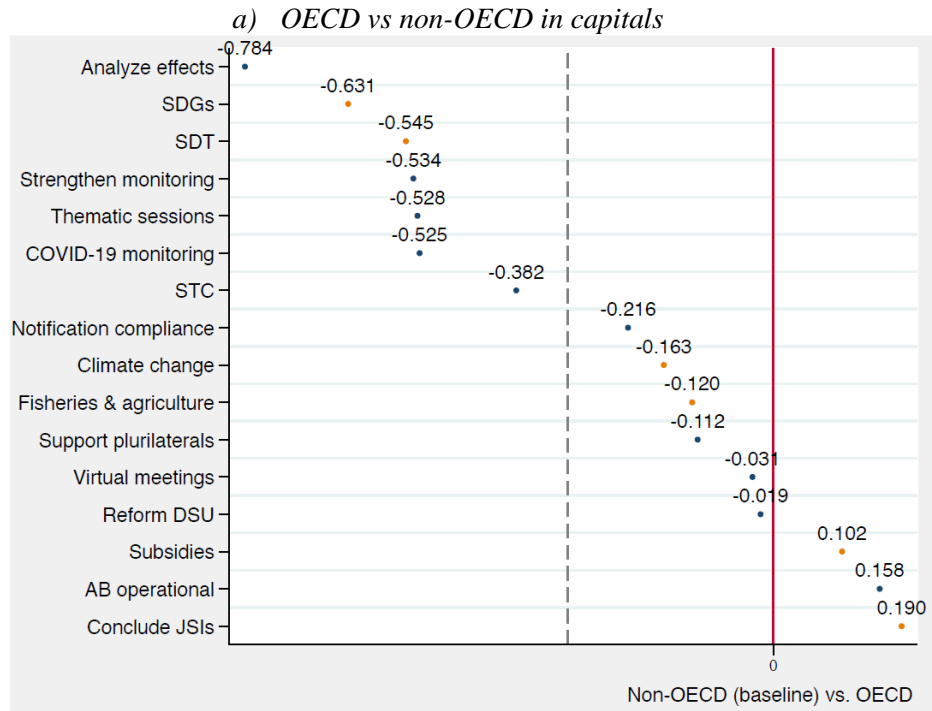 a) OECD vs non-OECD in capitals
-0.784
Analyze effects
-0.631
SDGs
-0.545
SDT
-0.534
Strengthen monitoring
-0.528
Thematic sessions
-0.525
COVID-19 monitoring
-0.382
STC
-0.216
Notification compliance
-0.163
Climate change
-0.120
Fisheries & agriculture
-0.112
Support plurilaterals
-0.031
Virtual meetings
-0.019
Reform DSU
0.102
Subsidies
0.158
AB operational
0.190
Conclude JSIs
0
Non-OECD (baseline) vs. OECD